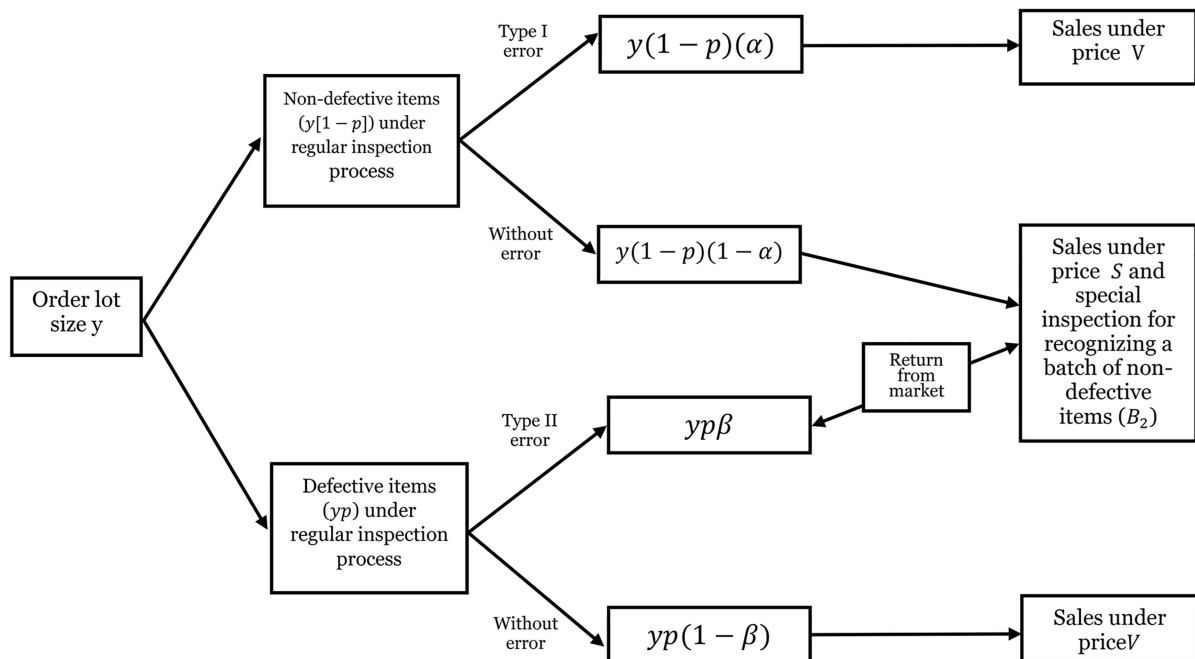 Order lot
size y
Non-defective items
(y[1 − p]) under
regular inspection
process
Defective items
(yp) under
regular inspection
process
Type I
error
Without
error
Type II
error
Without
error
y(1 − p)(α)
y(1 − p)(1 − α)
ypβ
yp(1 − β)
Return
from
market
Sales under
price V
Sales under
price S and
special
inspection for
recognizing a
batch of non-
defective
items (B₂)
Sales under
priceV